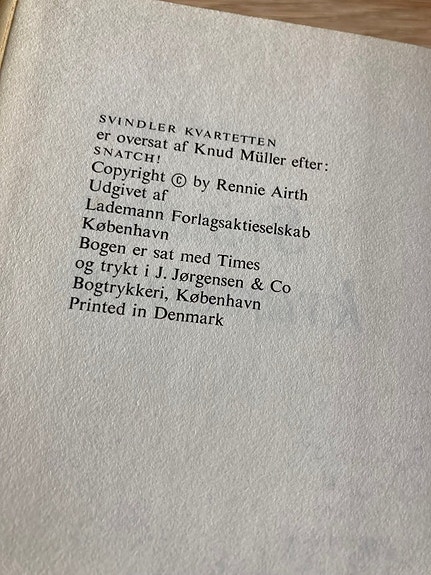 SVINDLER KVARTETTEN
er oversat af Knud Müller efter:
SNATCH!
Copyright © by Rennie Airth
Udgivet af
Lademann Forlagsaktieselskab
København
Bogen er sat med Times
og trykt i J. Jørgensen & Co
Bogtrykkeri, København
Printed in Denmark